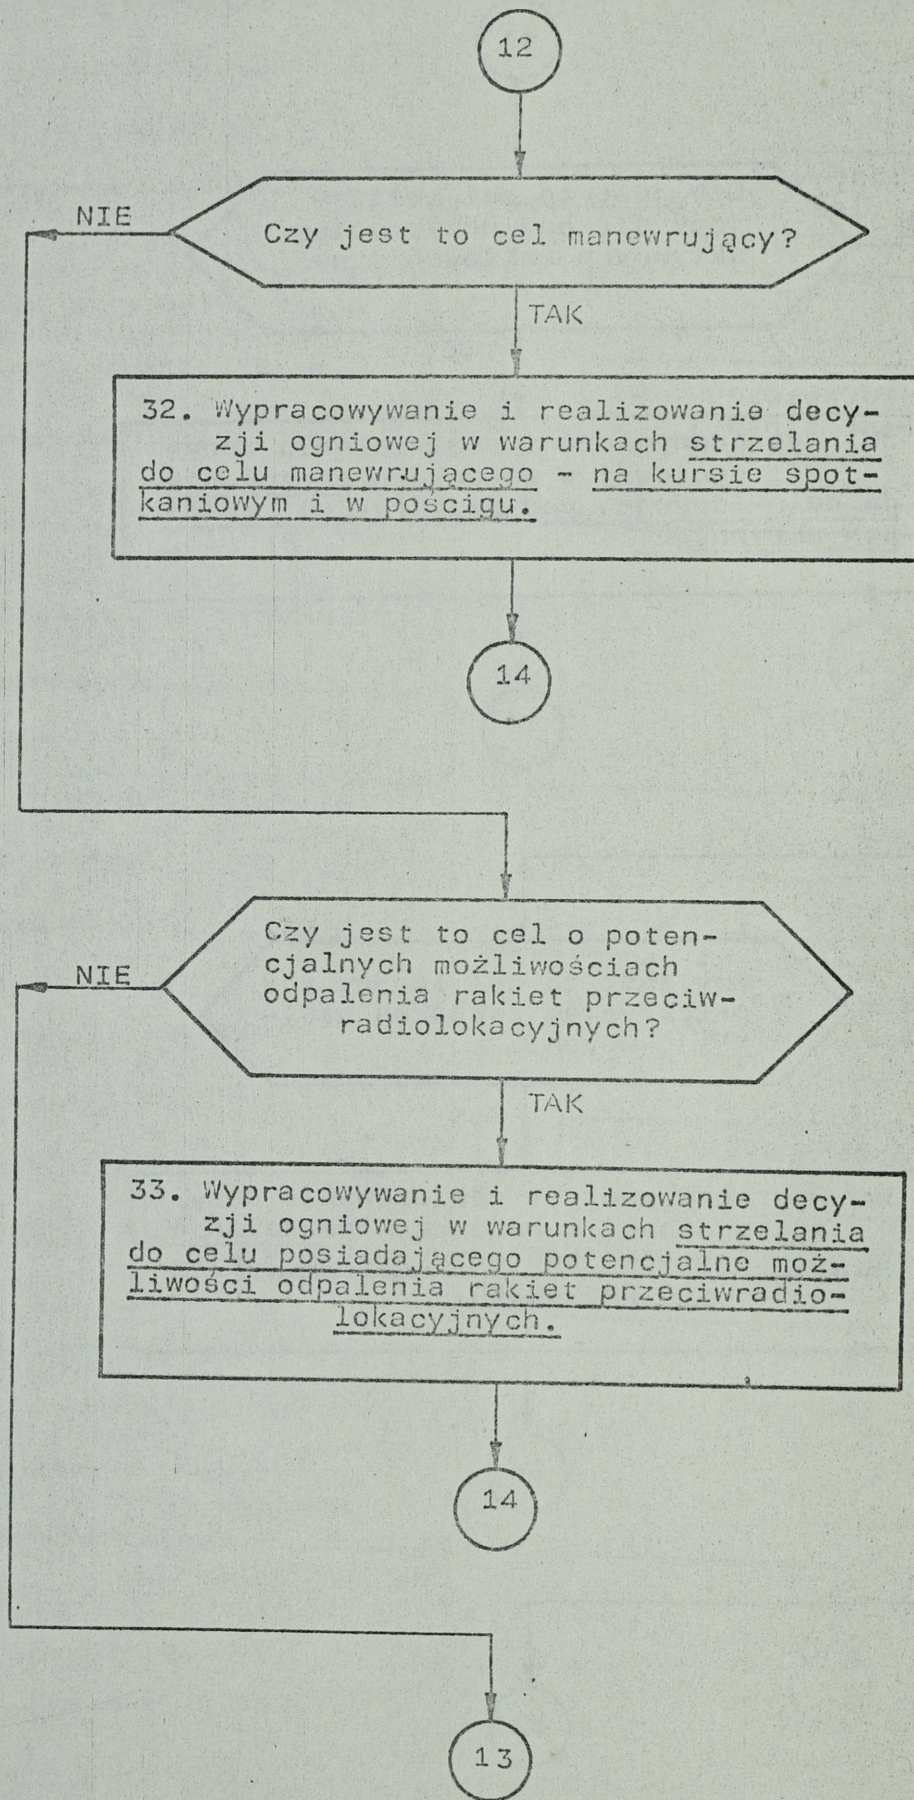 12
NIE
Czy jest to cel manewrujący?
TAK
32. Wypracowywanie i realizowanie decy-
zji ogniowej w warunkach strzelania
do celu manewrującego - na kursie spot-
kaniowym i w pościgu.
14
Czy jest to cel o poten-
cjalnych możliwościach
odpalenia rakiet przeciw-
radiolokacyjnych?
NIE
TAK
33. Wypracowywanie i realizowanie decy-
zji ogniowej w warunkach strzelania
do celu posiadającego potencjalne moż-
liwości odpalenia rakiet przeciwradio-
lokacyjnych.
14
13